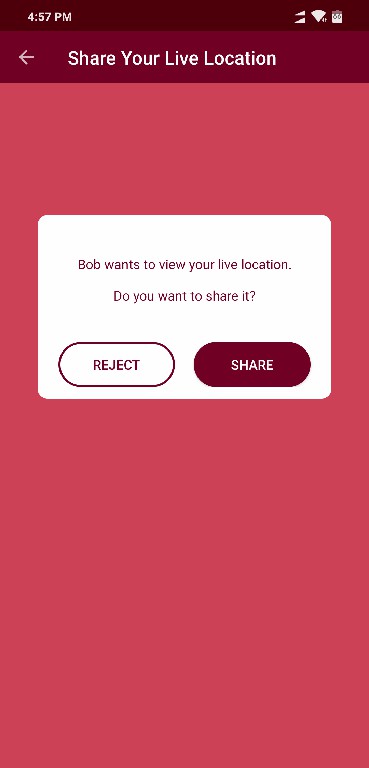 4:57 PM
Share Your Live Location
Bob wants to view your live location.
Do you want to share it?
REJECT
SHARE